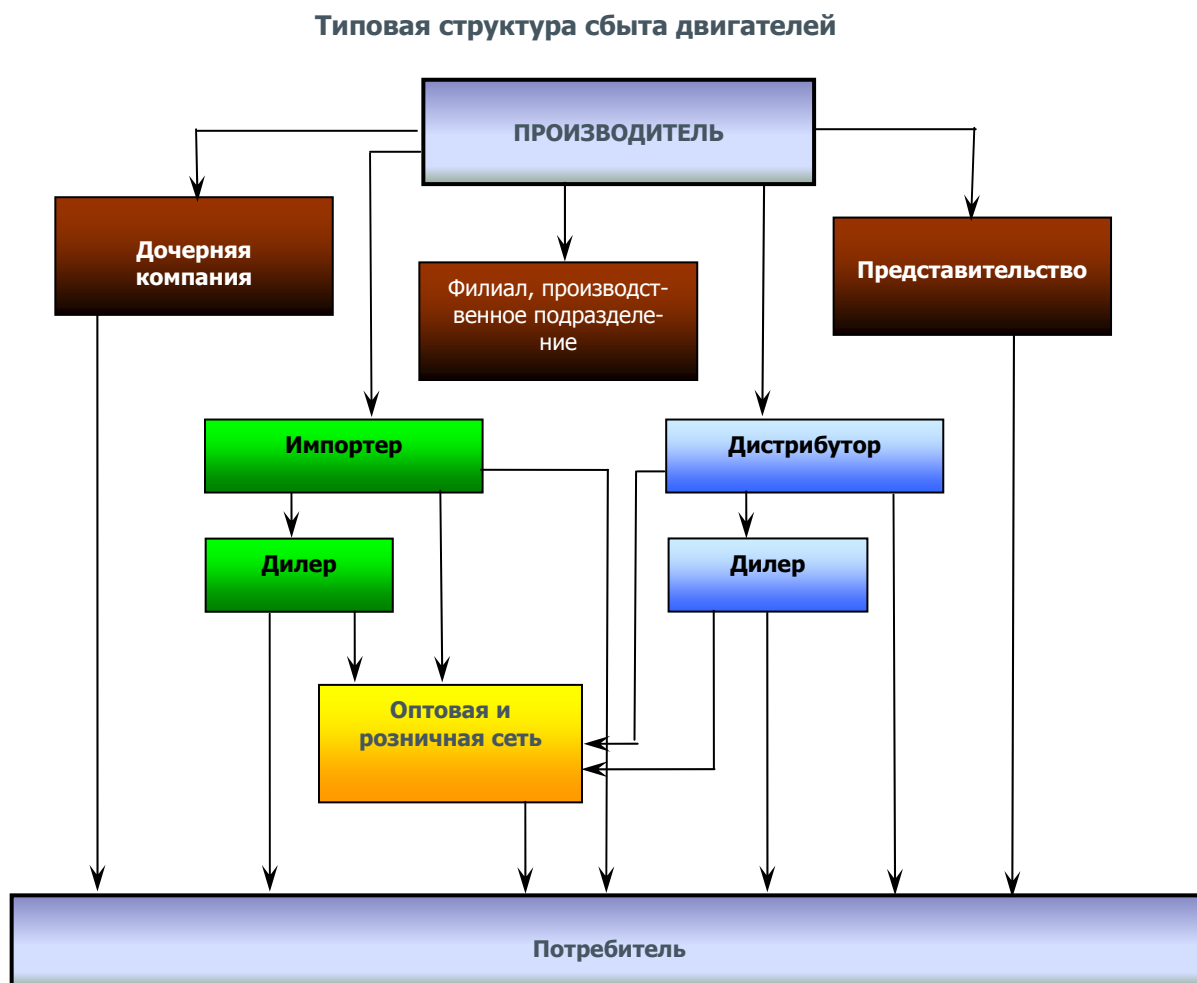 Типовая структура сбыта двигателей
ПРОИЗВОДИТЕЛЬ
Дочерняя
компания
Филиал, производст-
венное подразделе-
ние
Представительство
Импортер
Дистрибутор
Дилер
Дилер
Оптовая и
розничная сеть
Потребитель